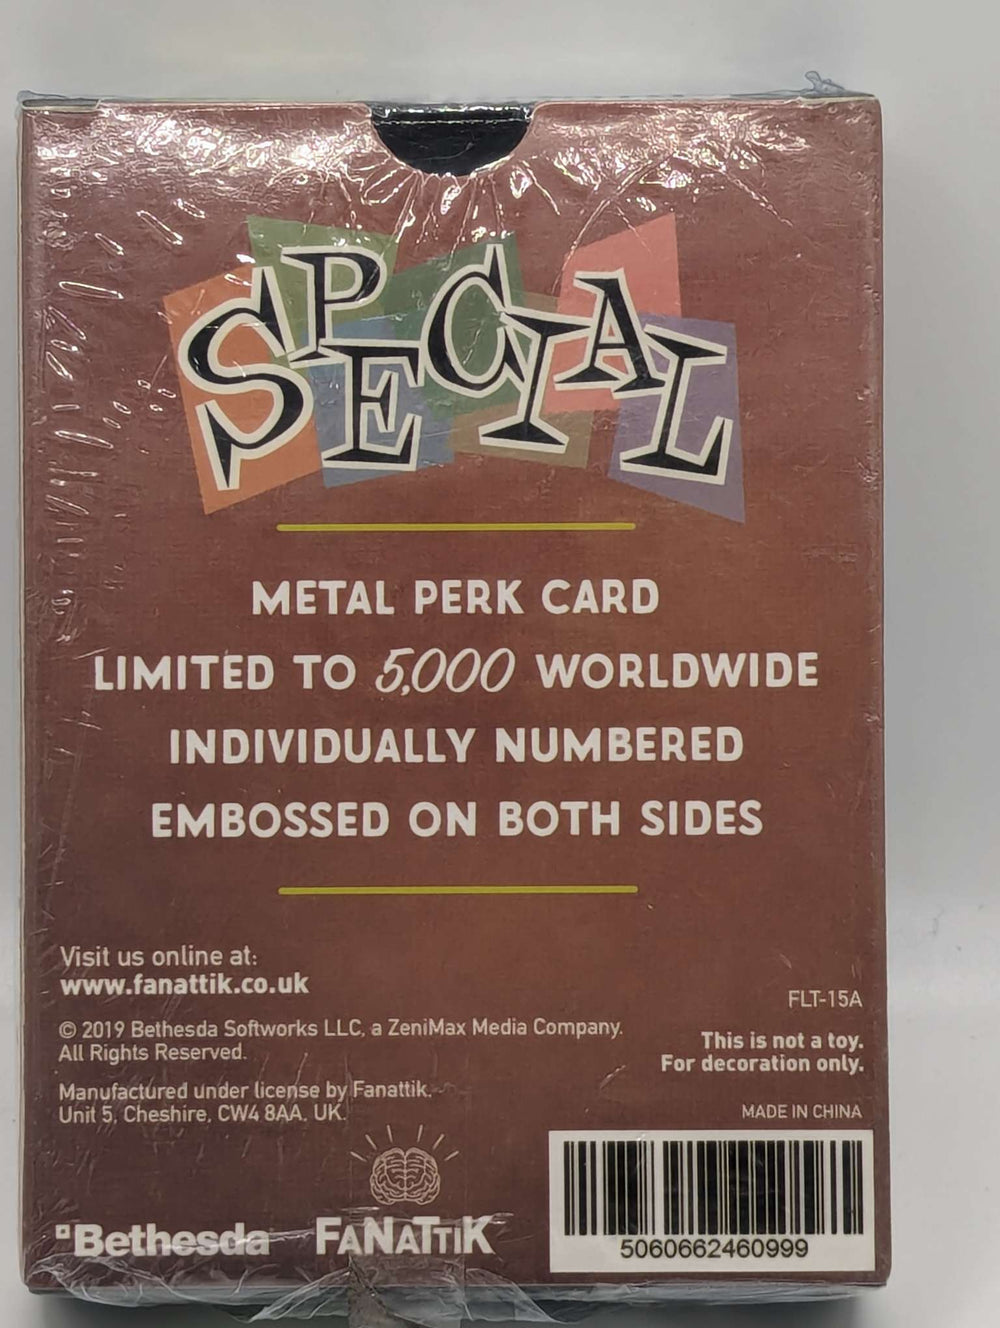 SPECIAL
METAL PERK CARD
LIMITED TO 5,000 WORLDWIDE
INDIVIDUALLY NUMBERED
EMBOSSED ON BOTH SIDES
Visit us online at:
www.fanattik.co.uk
© 2019 Bethesda Softworks LLC, a ZeniMax Media Company.
All Rights Reserved.
Manufactured under license by Fanattik.
Unit 5, Cheshire, CW4 8AA. UK.
Bethesda
FANATTIK
FLT-15A
This is not a toy.
For decoration only.
MADE IN CHINA
5060662460999